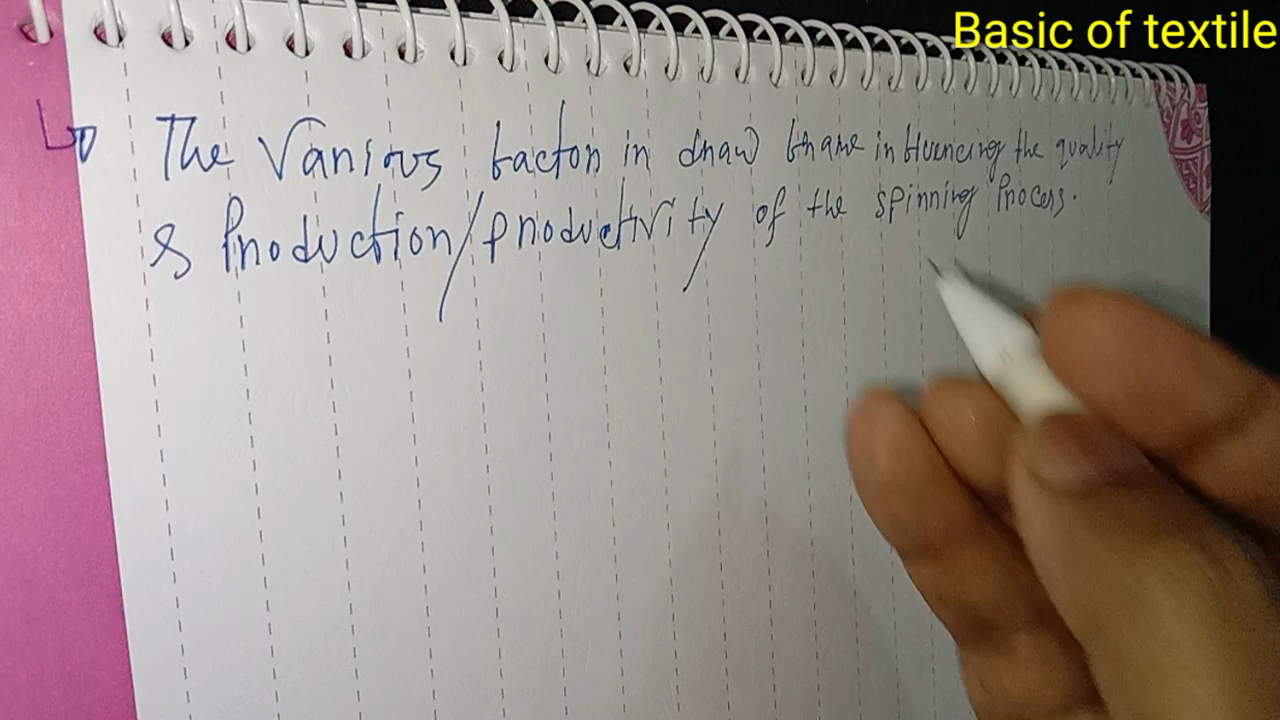 Basic of textile
The Various factor in draw frame influencing the quality
& Production/productivity of the spinning Process.